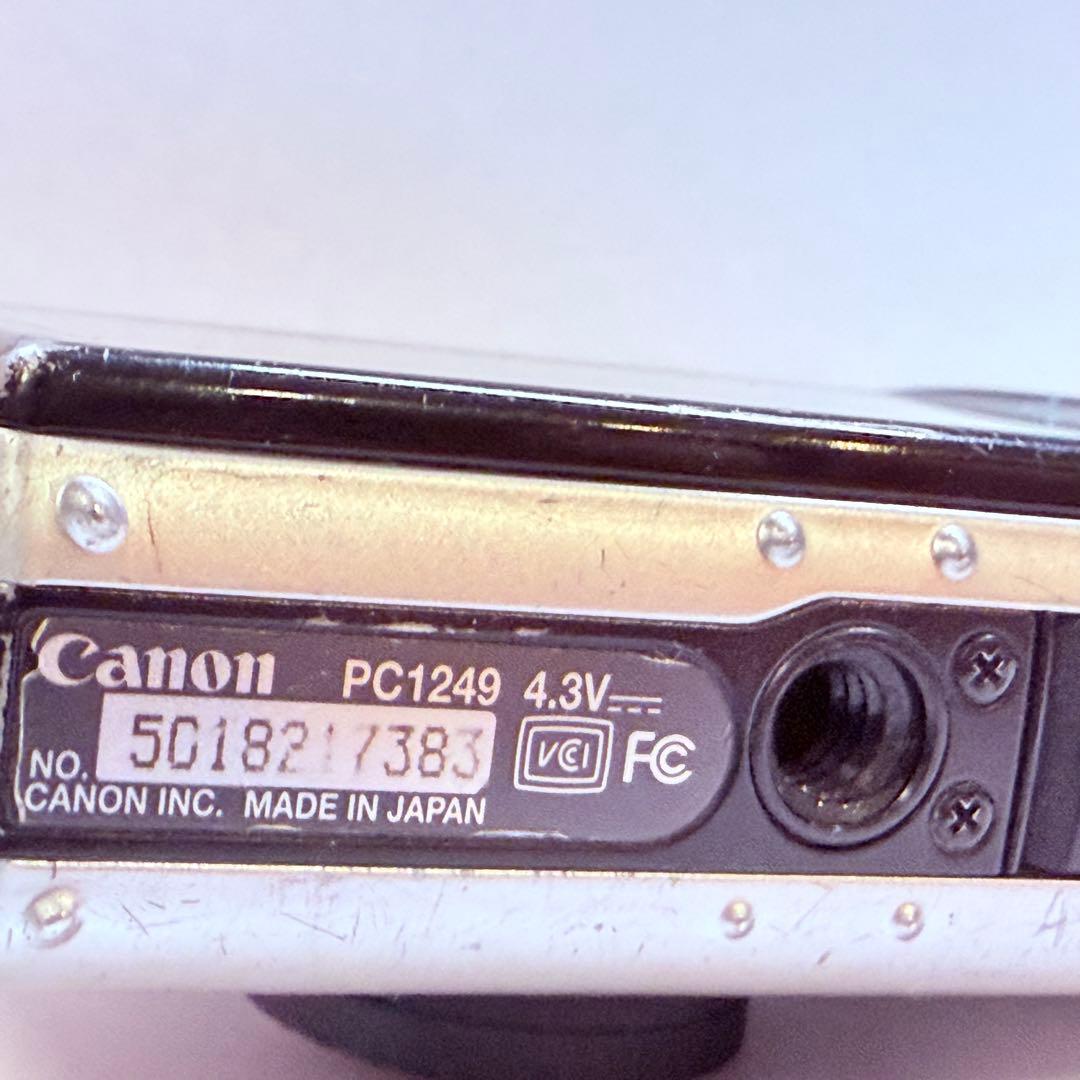 Canon PC1249 4.3V
NO. 5018217383
VCI FC
CANON INC. MADE IN JAPAN